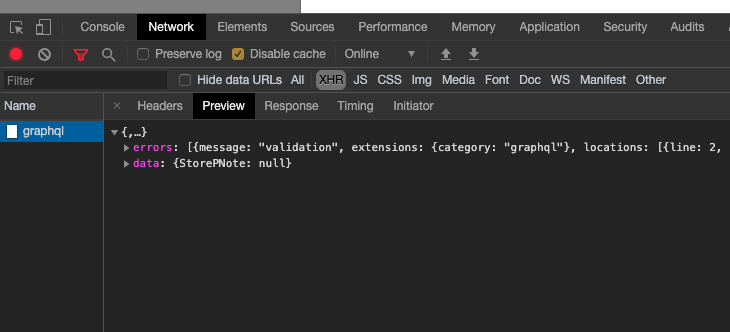 Console Network Elements Sources Performance Memory Application Security Audits
Preserve log Disable cache Online
Filter Hide data URLs All XHR JS CSS Img Media Font Doc WS Manifest Other
Name × Headers Preview Response Timing Initiator
graphql
{,…}
errors: [{message: "validation", extensions: {category: "graphql"}, locations: [{line: 2,
data: {StorePNote: null}